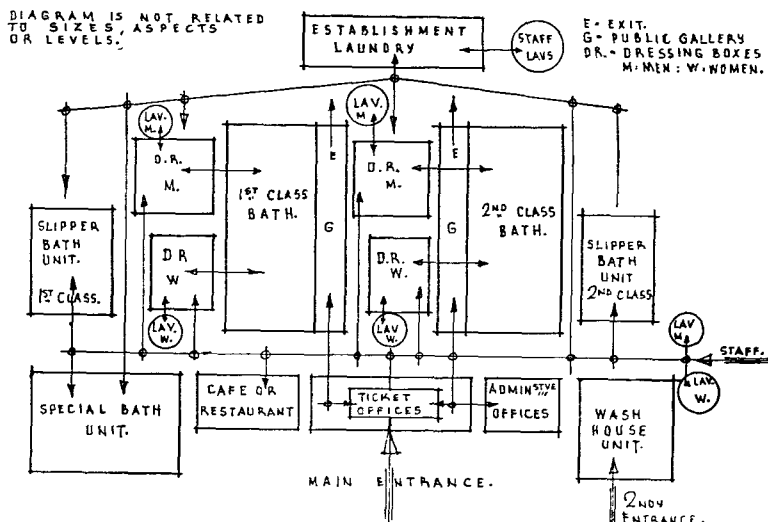 DIAGRAM IS NOT RELATED
TO SIZES, ASPECTS
OR LEVELS.
ESTABLISHMENT
LAUNDRY
STAFF
LAVS
E- EXIT.
G- PUBLIC GALLERY
DR.- DRESSING BOXES
M: MEN: W: WOMEN.
LAV.
M.
D.R.
M.
1ST CLASS
BATH.
E
G
LAV.
M
D.R.
M.
2ND CLASS
BATH.
E
G
SLIPPER
BATH
UNIT.
1ST CLASS.
DR
W
LAV.
W.
D.R.
W.
LAV.
W.
SLIPPER
BATH
UNIT
2ND CLASS
LAV
M.
STAFF.
LAV.
W.
SPECIAL BATH
UNIT.
CAFE OR
RESTAURANT
TICKET
OFFICES
ADMINSTVE
OFFICES
WASH
HOUSE
UNIT.
MAIN ENTRANCE.
2NDY
ENTRANCE.